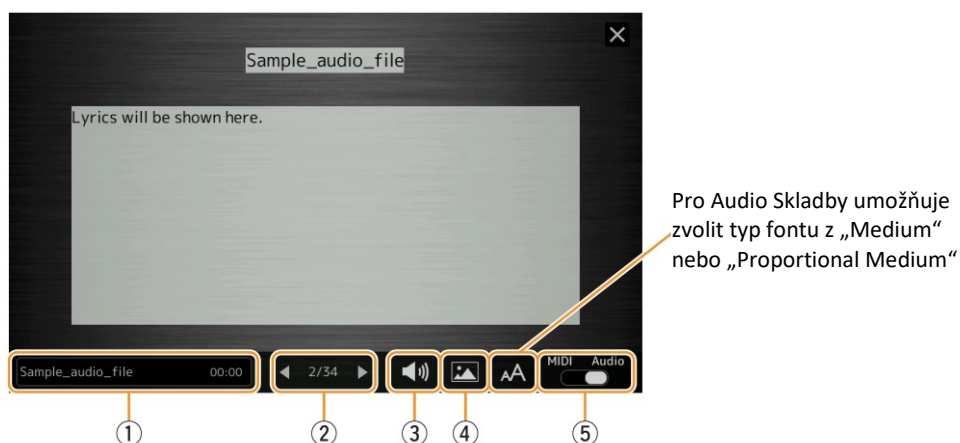 Sample_audio_file
Lyrics will be shown here.
Pro Audio Skladby umožňuje
zvolit typ fontu z „Medium“
nebo „Proportional Medium“
Sample_audio_file 00:00 2/34 AA MIDI Audio
1 2 3 4 5